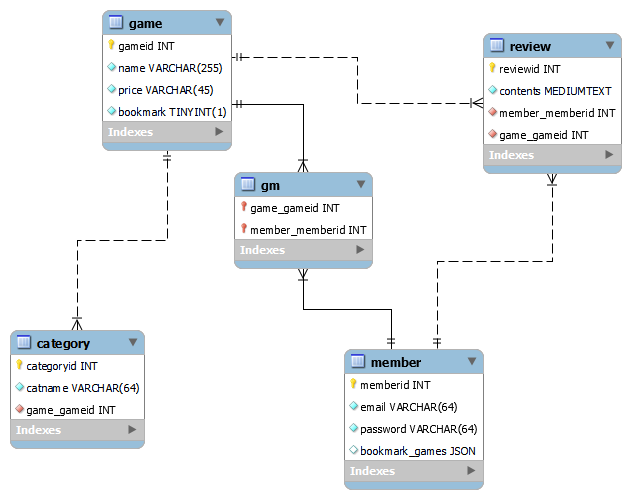 game
gameid INT
name VARCHAR(255)
price VARCHAR(45)
bookmark TINYINT(1)
Indexes
review
reviewid INT
contents MEDIUMTEXT
member_memberid INT
game_gameid INT
Indexes
gm
game_gameid INT
member_memberid INT
Indexes
category
categoryid INT
catname VARCHAR(64)
game_gameid INT
Indexes
member
memberid INT
email VARCHAR(64)
password VARCHAR(64)
bookmark_games JSON
Indexes